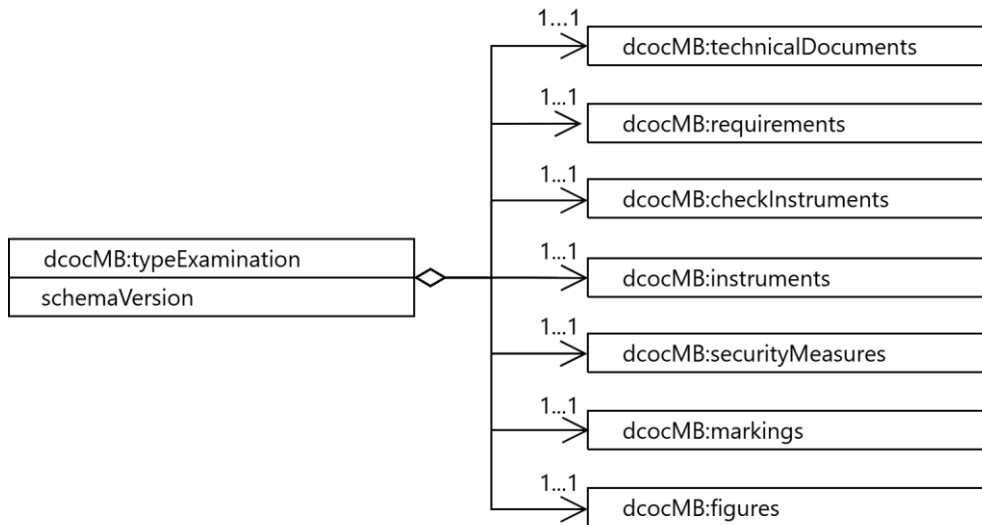 1...1
dcocMB:technicalDocuments
1...1
dcocMB:requirements
1...1
dcocMB:checkInstruments
dcocMB:typeExamination
schemaVersion
1...1
dcocMB:instruments
1...1
dcocMB:securityMeasures
1...1
dcocMB:markings
1...1
dcocMB:figures